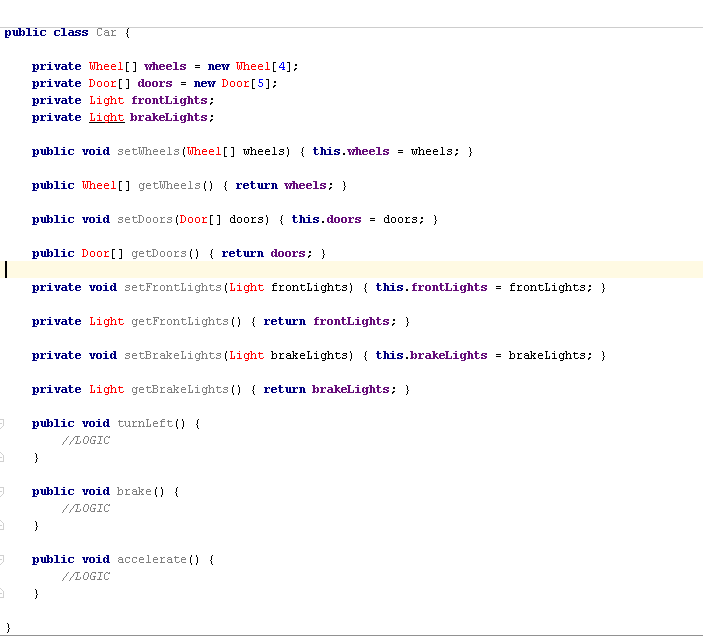 public class Car {
private Wheel[] wheels = new Wheel[4];
private Door[] doors = new Door[5];
private Light frontLights;
private Light brakeLights;
public void setWheels(Wheel[] wheels) { this.wheels = wheels; }
public Wheel[] getWheels() { return wheels; }
public void setDoors(Door[] doors) { this.doors = doors; }
public Door[] getDoors() { return doors; }
private void setFrontLights(Light frontLights) { this.frontLights = frontLights; }
private Light getFrontLights() { return frontLights; }
private void setBrakeLights(Light brakeLights) { this.brakeLights = brakeLights; }
private Light getBrakeLights() { return brakeLights; }
public void turnLeft() {
//LOGIC
}
public void brake() {
//LOGIC
}
public void accelerate() {
//LOGIC
}
}